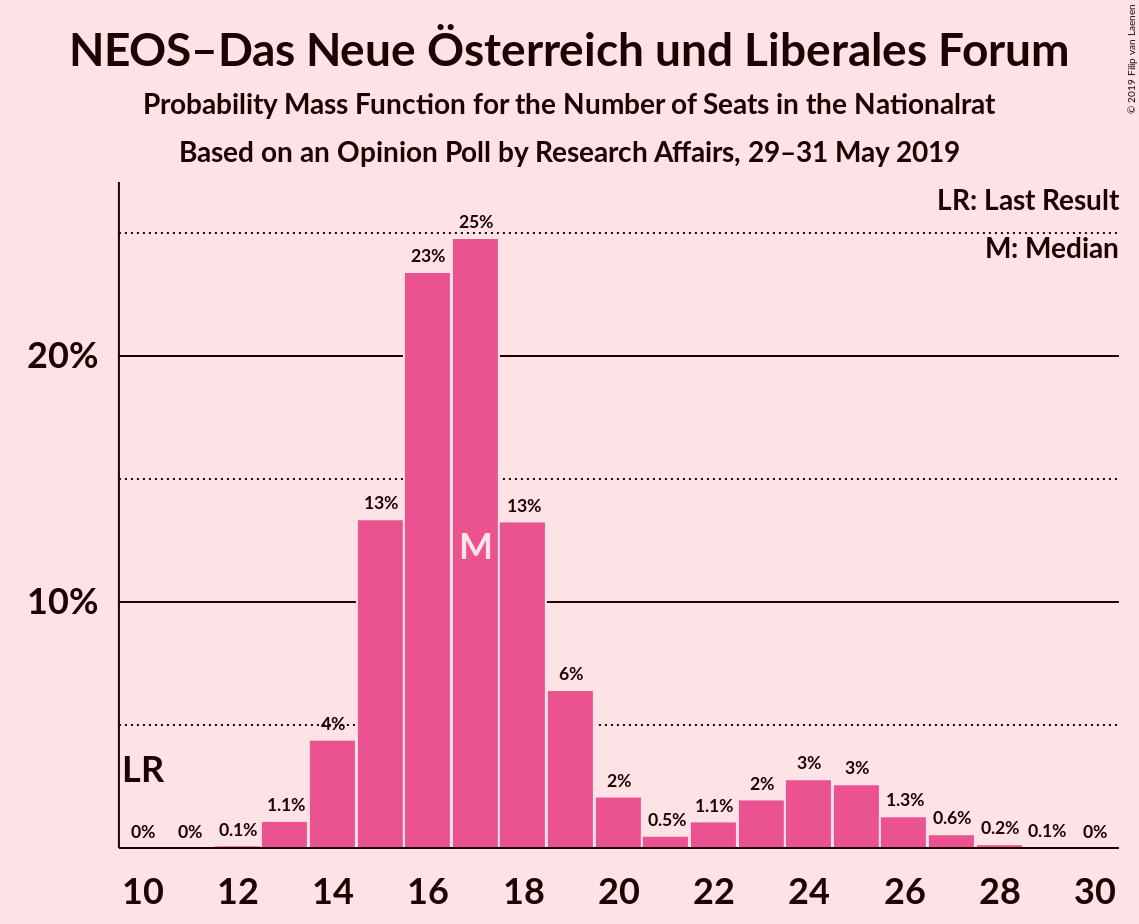 NEOS–Das Neue Österreich und Liberales Forum
Probability Mass Function for the Number of Seats in the Nationalrat
Based on an Opinion Poll by Research Affairs, 29–31 May 2019
© 2019 Filip van Laenen
LR: Last Result
M: Median
20%
10%
LR
M
0%
0%
0.1%
1.1%
4%
13%
23%
25%
13%
6%
2%
0.5%
1.1%
2%
3%
3%
1.3%
0.6%
0.2%
0.1%
0%
10 12 14 16 18 20 22 24 26 28 30